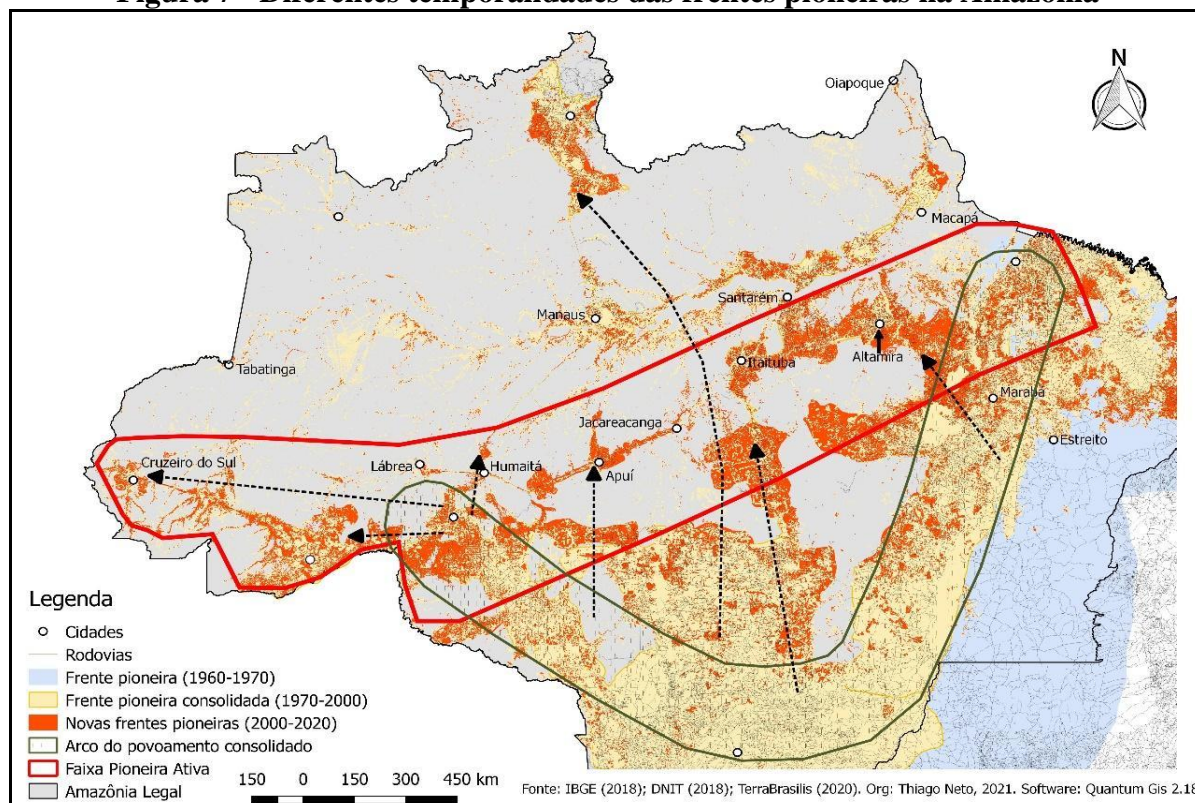 Figura 7 - Diferentes temporalidades das frentes pioneiras na Amazônia
N
Oiapoque
Macapá
Santarém
Manaus
Itaituba
Altamira
Tabatinga
Marabá
Jacareacanga
Estreito
Cruzeiro do Sul
Lábrea
Humaitá
Apuí
Legenda
Cidades
Rodovias
Frente pioneira (1960-1970)
Frente pioneira consolidada (1970-2000)
Novas frentes pioneiras (2000-2020)
Arco do povoamento consolidado
Faixa Pioneira Ativa
Amazônia Legal
150 0 150 300 450 km
Fonte: IBGE (2018); DNIT (2018); TerraBrasilis (2020). Org: Thiago Neto, 2021. Software: Quantum Gis 2.18